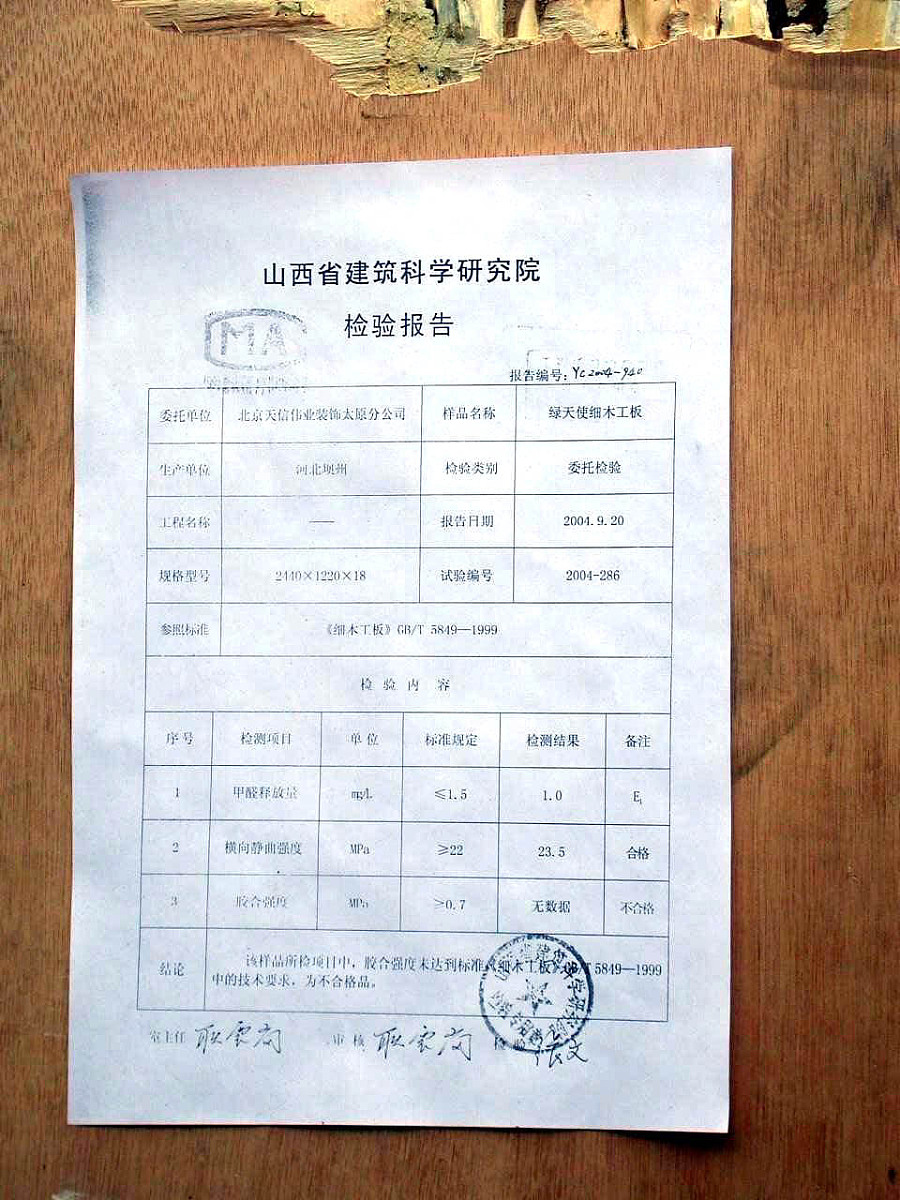 山西省建筑科学研究院
检验报告
MA
报告编号：YC2004-940
委托单位 北京天信伟业装饰太原分公司 样品名称 绿天使细木工板
生产单位 河北坝州 检验类别 委托检验
工程名称 —— 报告日期 2004.9.20
规格型号 2440×1220×18 试验编号 2004-286
参照标准 《细木工板》GB/T 5849—1999
检 验 内 容
序号 检测项目 单位 标准规定 检测结果 备注
1 甲醛释放量 mg/L ≤1.5 1.0 E₁
2 横向静曲强度 MPa ≥22 23.5 合格
3 胶合强度 MPa ≥0.7 无数据 不合格
结论 该样品所检项目中，胶合强度未达到标准《细木工板》GB/T 5849—1999
中的技术要求，为不合格品。
室主任 审核 检验